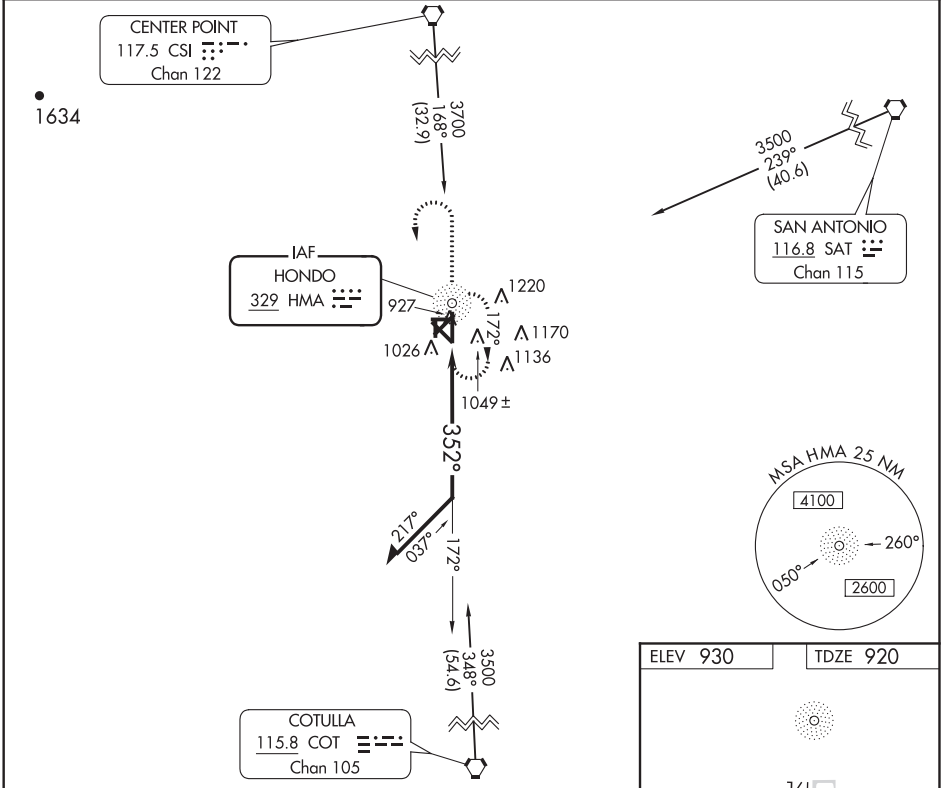 CENTER POINT
117.5 CSI
Chan 122
1634
3700
168°
(32.9)
3500
239°
(40.6)
SAN ANTONIO
116.8 SAT
Chan 115
IAF
HONDO
329 HMA
927
1220
172°
1170
1026
1136
1049 ±
352°
MSA HMA 25 NM
4100
260°
050°
2600
217°
037°
172°
3500
348°
(54.6)
ELEV 930
TDZE 920
COTULLA
115.8 COT
Chan 105